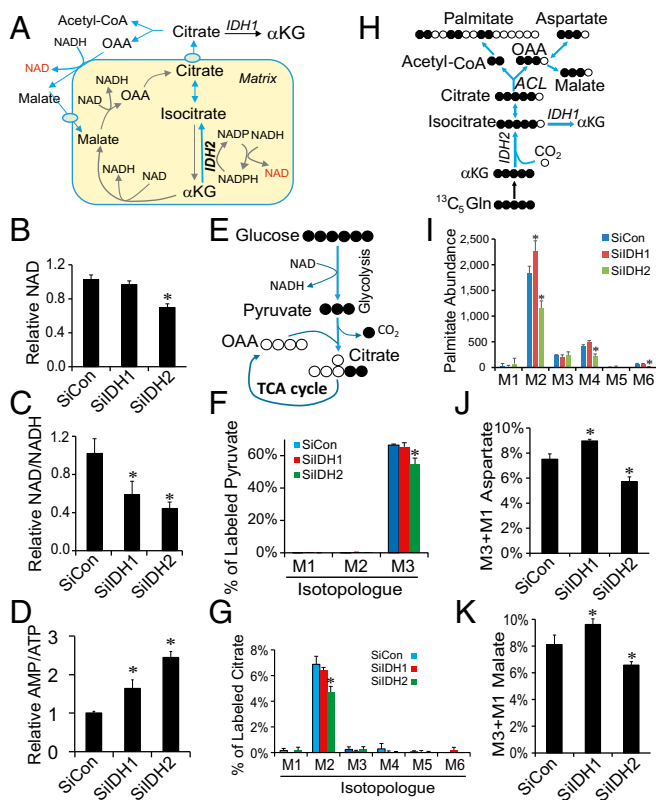 A
Acetyl-CoA
Citrate
IDH1
αKG
NADH
OAA
NAD
Malate
NADH
NAD
OAA
Citrate
Matrix
Isocitrate
Malate
NADH
NAD
IDH2
NADP
NADH
NADPH
NAD
αKG
B
Relative NAD
1.2
0.8
0.4
0
*
SiCon
SiIDH1
SiIDH2
C
Relative NAD/NADH
1.2
0.8
0.4
0
*
*
SiCon
SiIDH1
SiIDH2
D
Relative AMP/ATP
3
2
1
0
*
*
SiCon
SiIDH1
SiIDH2
E
Glucose
NAD
NADH
Glycolysis
Pyruvate
CO2
OAA
Citrate
TCA cycle
F
% of Labeled Pyruvate
60%
40%
20%
0%
SiCon
SiIDH1
SiIDH2
*
M1 M2 M3
Isotopologue
G
% of Labeled Citrate
8%
6%
4%
2%
0%
SiCon
SiIDH1
SiIDH2
*
M1 M2 M3 M4 M5 M6
Isotopologue
H
Palmitate
Aspartate
Acetyl-CoA
OAA
Malate
ACL
Citrate
Isocitrate
IDH1
αKG
IDH2
CO2
αKG
13C5Gln
I
Palmitate Abundance
2,500
2,000
1,500
1,000
500
0
SiCon
SiIDH1
SiIDH2
*
*
*
*
M1 M2 M3 M4 M5 M6
J
M3+M1 Aspartate
10%
8%
6%
4%
2%
0%
*
*
SiCon
SiIDH1
SiIDH2
K
M3+M1 Malate
10%
8%
6%
4%
2%
0%
*
*
SiCon
SiIDH1
SiIDH2